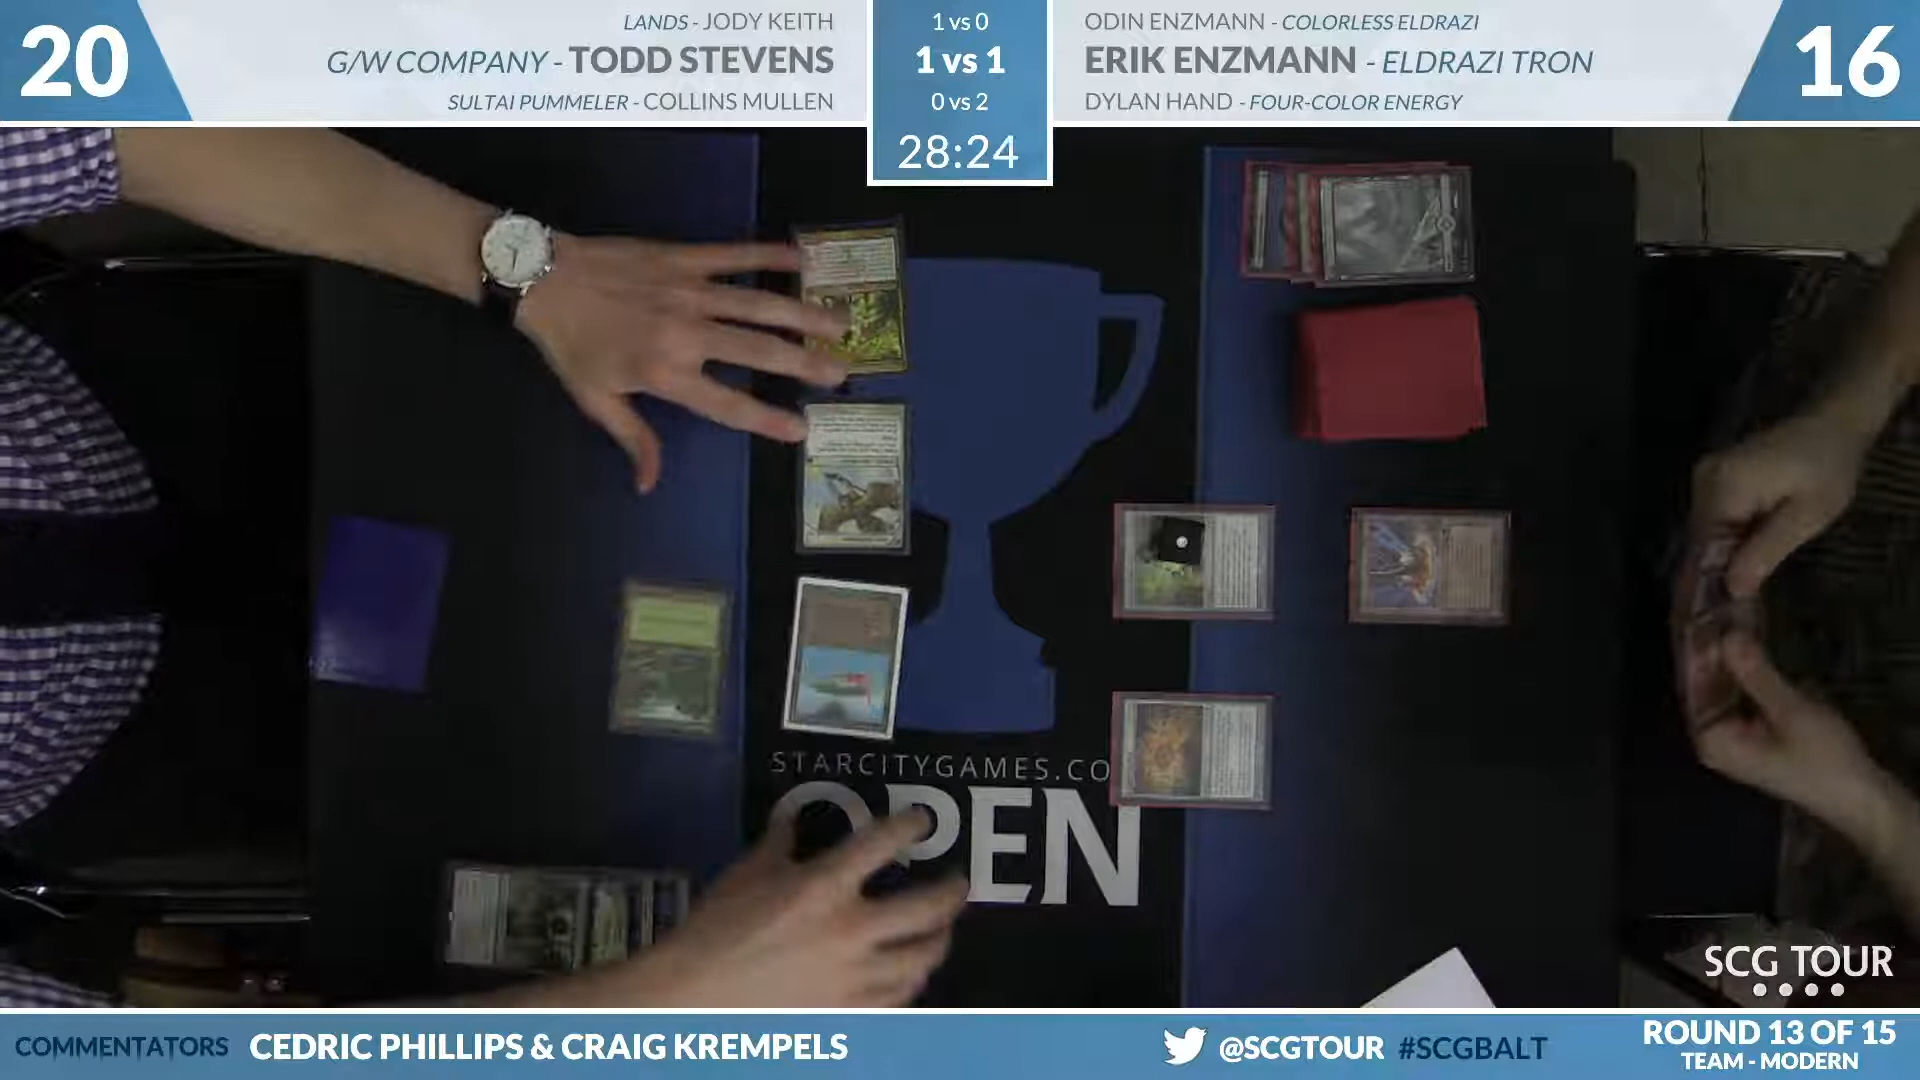 20
LANDS - JODY KEITH
G/W COMPANY - TODD STEVENS
SULTAI PUMMELER - COLLINS MULLEN
1 vs 0
1 vs 1
0 vs 2
28:24
ODIN ENZMANN - COLORLESS ELDRAZI
ERIK ENZMANN - ELDRAZI TRON
DYLAN HAND - FOUR-COLOR ENERGY
16
STARCITYGAMES.CO
OPEN
SCG TOUR
COMMENTATORS CEDRIC PHILLIPS & CRAIG KREMPELS
@SCGTOUR #SCGBALT
ROUND 13 OF 15
TEAM - MODERN